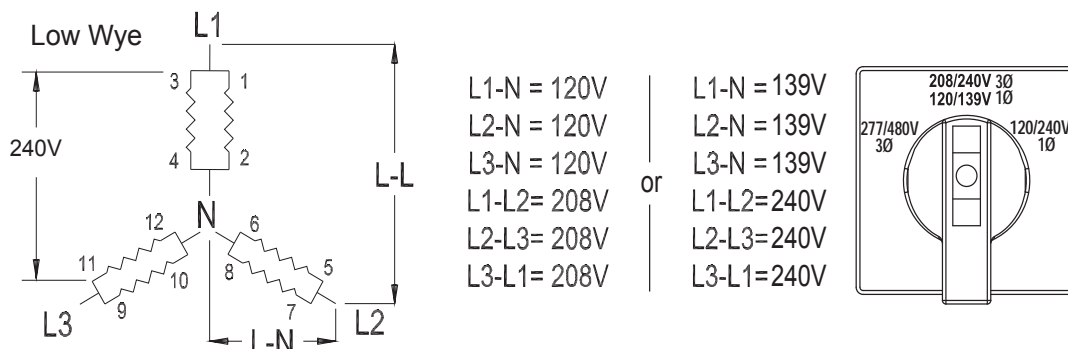 Low Wye
L1
3 1
240V
4 2
L-L
N
12 6
11 5
10 8
9 7
L3 L2
L-N
L1-N = 120V
L2-N = 120V
L3-N = 120V
L1-L2= 208V
L2-L3= 208V
L3-L1= 208V
or
L1-N = 139V
L2-N = 139V
L3-N = 139V
L1-L2=240V
L2-L3=240V
L3-L1=240V
208/240V 3Ø
120/139V 1Ø
277/480V
3Ø
120/240V
1Ø